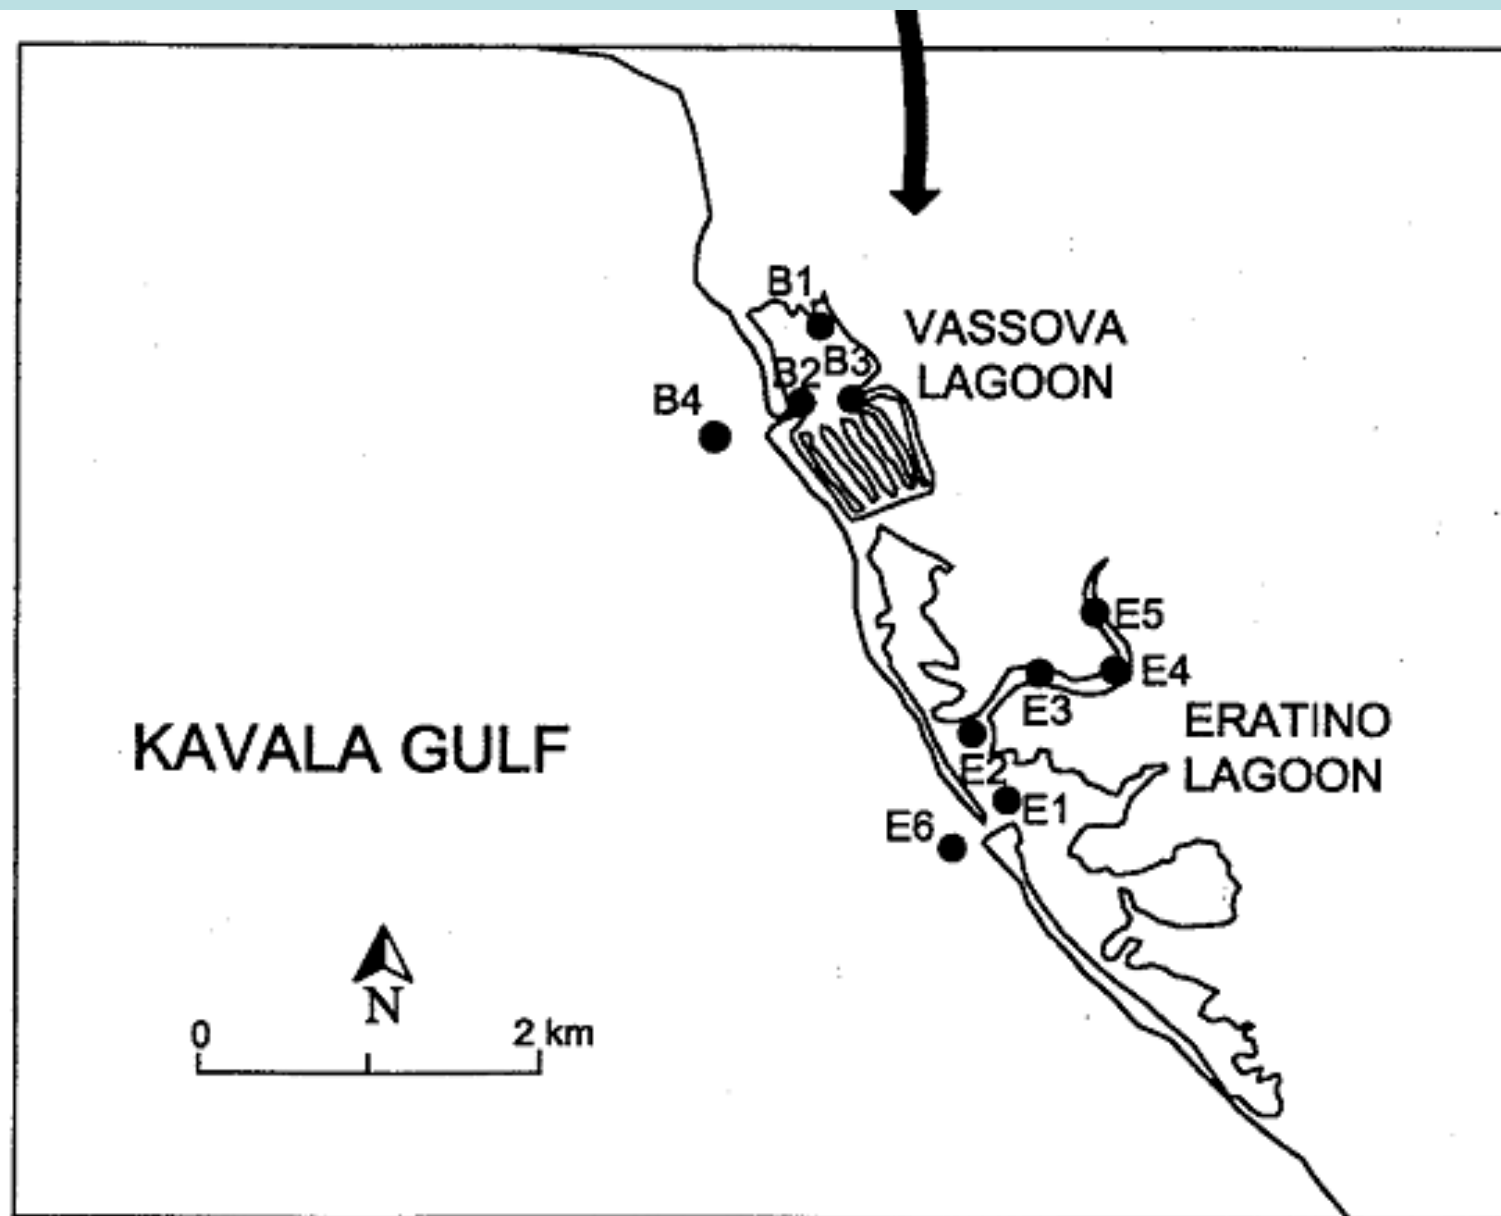 B1
VASSOVA
LAGOON
B2
B3
B4
E5
E4
E3
ERATINO
LAGOON
KAVALA GULF
E2
E1
E6
N
0
2 km